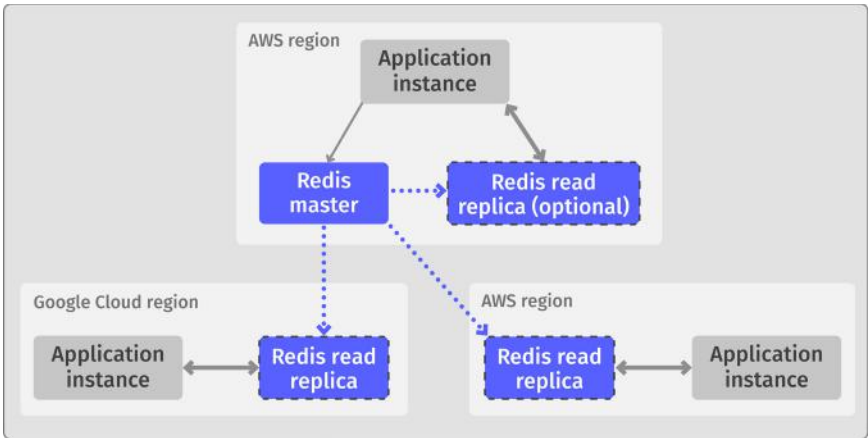 AWS region
Application
instance
Redis
master
Redis read
replica (optional)
Google Cloud region
Application
instance
Redis read
replica
AWS region
Redis read
replica
Application
instance